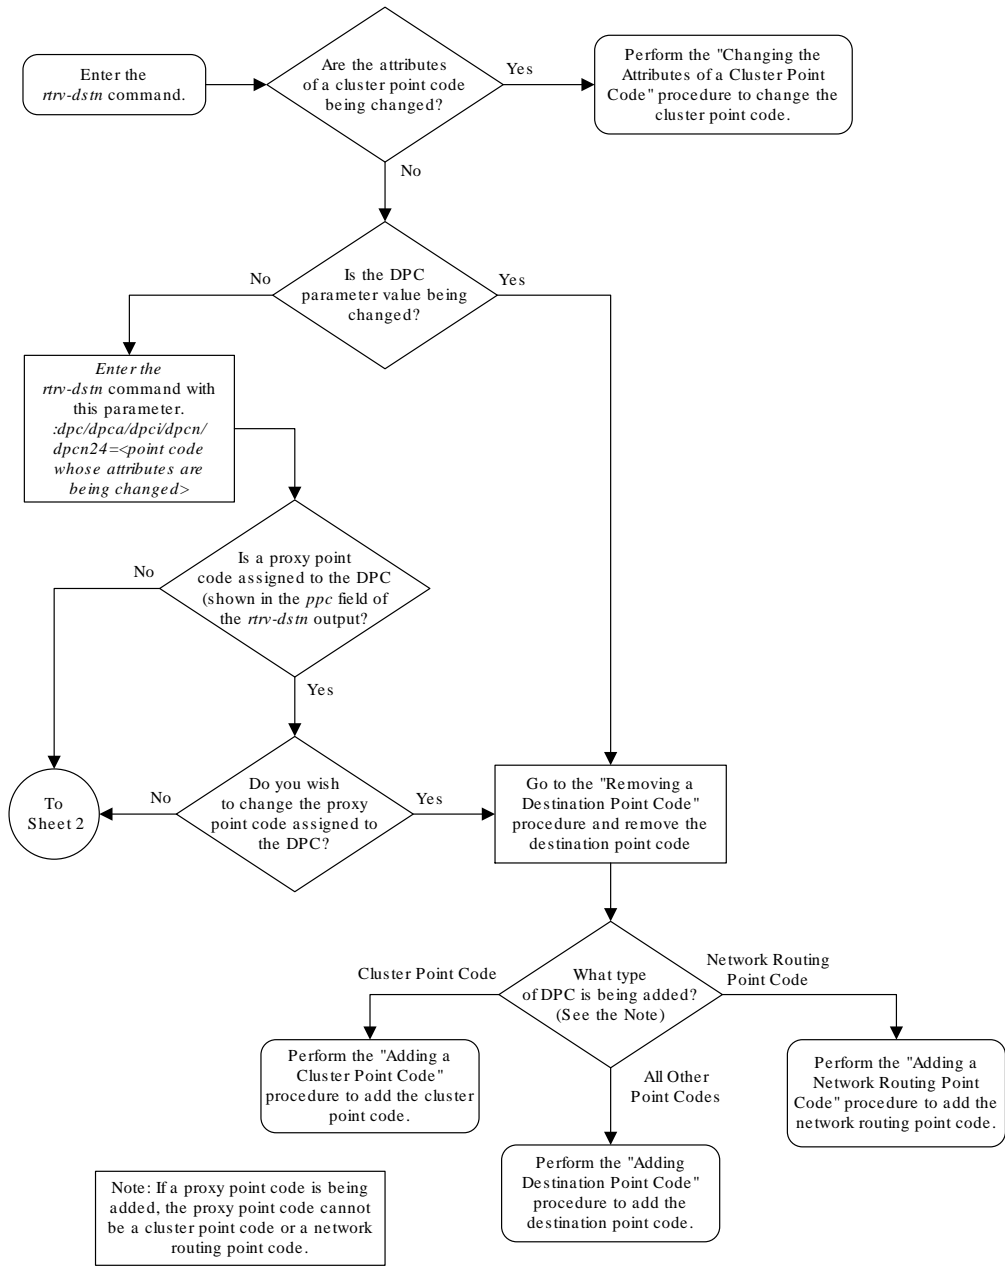 Enter the
rtrv-dstn command.
Are the attributes
of a cluster point code
being changed?
Yes
Perform the "Changing the
Attributes of a Cluster Point
Code" procedure to change the
cluster point code.
No
Is the DPC
parameter value being
changed?
No
Yes
Enter the
rtrv-dstn command with
this parameter.
:dpc/dpca/dpci/dpcn/
dpcn24=<point code
whose attributes are
being changed>
Is a proxy point
code assigned to the DPC
(shown in the ppc field of
the rtrv-dstn output?
No
Yes
To
Sheet 2
No
Do you wish
to change the proxy
point code assigned to
the DPC?
Yes
Go to the "Removing a
Destination Point Code"
procedure and remove the
destination point code
What type
of DPC is being added?
(See the Note)
Cluster Point Code
Network Routing
Point Code
All Other
Point Codes
Perform the "Adding a
Cluster Point Code"
procedure to add the cluster
point code.
Perform the "Adding a
Network Routing Point
Code" procedure to add the
network routing point code.
Perform the "Adding
Destination Point Code"
procedure to add the
destination point code.
Note: If a proxy point code is being
added, the proxy point code cannot
be a cluster point code or a network
routing point code.